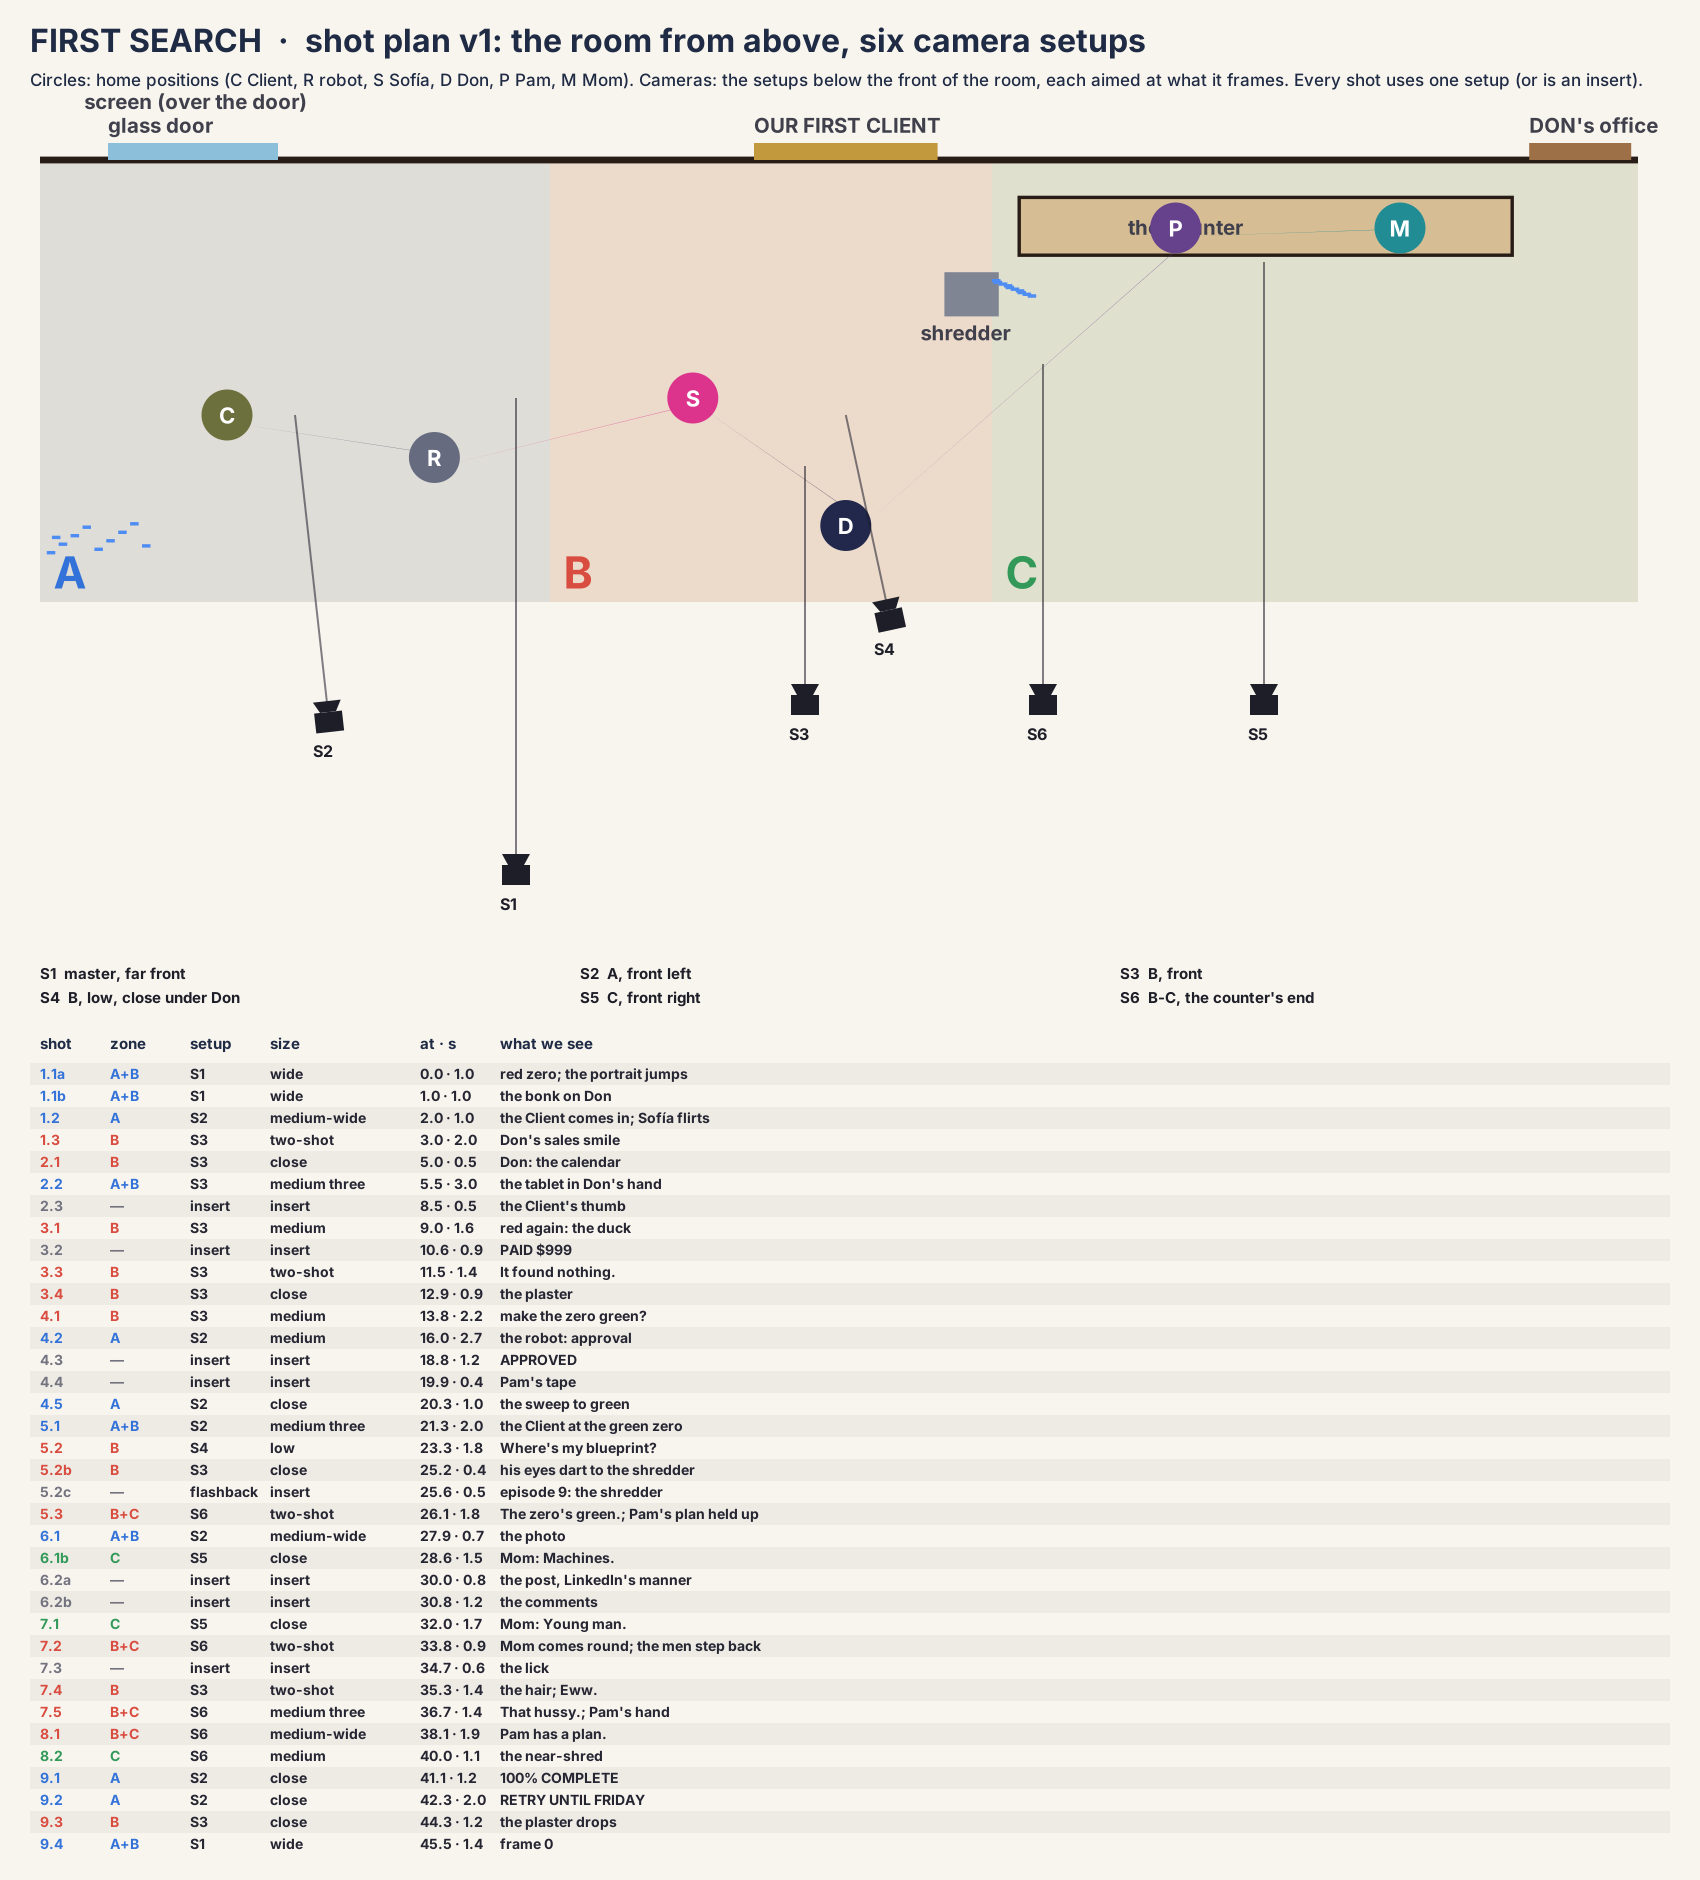 FIRST SEARCH · shot plan v1: the room from above, six camera setups
Circles: home positions (C Client, R robot, S Sofía, D Don, P Pam, M Mom). Cameras: the setups below the front of the room, each aimed at what it frames. Every shot uses one setup (or is an insert).
screen (over the door)
glass door OUR FIRST CLIENT DON's office
P M
shredder
C S
R
D
A B C
S4
S2 S3 S6 S5
S1
S1 master, far front S2 A, front left S3 B, front
S4 B, low, close under Don S5 C, front right S6 B-C, the counter's end
shot zone setup size at · s what we see
1.1a A+B S1 wide 0.0 · 1.0 red zero; the portrait jumps
1.1b A+B S1 wide 1.0 · 1.0 the bonk on Don
1.2 A S2 medium-wide 2.0 · 1.0 the Client comes in; Sofía flirts
1.3 B S3 two-shot 3.0 · 2.0 Don's sales smile
2.1 B S3 close 5.0 · 0.5 Don: the calendar
2.2 A+B S3 medium three 5.5 · 3.0 the tablet in Don's hand
2.3 — insert insert 8.5 · 0.5 the Client's thumb
3.1 B S3 medium 9.0 · 1.6 red again: the duck
3.2 — insert insert 10.6 · 0.9 PAID $999
3.3 B S3 two-shot 11.5 · 1.4 It found nothing.
3.4 B S3 close 12.9 · 0.9 the plaster
4.1 B S3 medium 13.8 · 2.2 make the zero green?
4.2 A S2 medium 16.0 · 2.7 the robot: approval
4.3 — insert insert 18.8 · 1.2 APPROVED
4.4 — insert insert 19.9 · 0.4 Pam's tape
4.5 A S2 close 20.3 · 1.0 the sweep to green
5.1 A+B S2 medium three 21.3 · 2.0 the Client at the green zero
5.2 B S4 low 23.3 · 1.8 Where's my blueprint?
5.2b B S3 close 25.2 · 0.4 his eyes dart to the shredder
5.2c — flashback insert 25.6 · 0.5 episode 9: the shredder
5.3 B+C S6 two-shot 26.1 · 1.8 The zero's green.; Pam's plan held up
6.1 A+B S2 medium-wide 27.9 · 0.7 the photo
6.1b C S5 close 28.6 · 1.5 Mom: Machines.
6.2a — insert insert 30.0 · 0.8 the post, LinkedIn's manner
6.2b — insert insert 30.8 · 1.2 the comments
7.1 C S5 close 32.0 · 1.7 Mom: Young man.
7.2 B+C S6 two-shot 33.8 · 0.9 Mom comes round; the men step back
7.3 — insert insert 34.7 · 0.6 the lick
7.4 B S3 two-shot 35.3 · 1.4 the hair; Eww.
7.5 B+C S6 medium three 36.7 · 1.4 That hussy.; Pam's hand
8.1 B+C S6 medium-wide 38.1 · 1.9 Pam has a plan.
8.2 C S6 medium 40.0 · 1.1 the near-shred
9.1 A S2 close 41.1 · 1.2 100% COMPLETE
9.2 A S2 close 42.3 · 2.0 RETRY UNTIL FRIDAY
9.3 B S3 close 44.3 · 1.2 the plaster drops
9.4 A+B S1 wide 45.5 · 1.4 frame 0